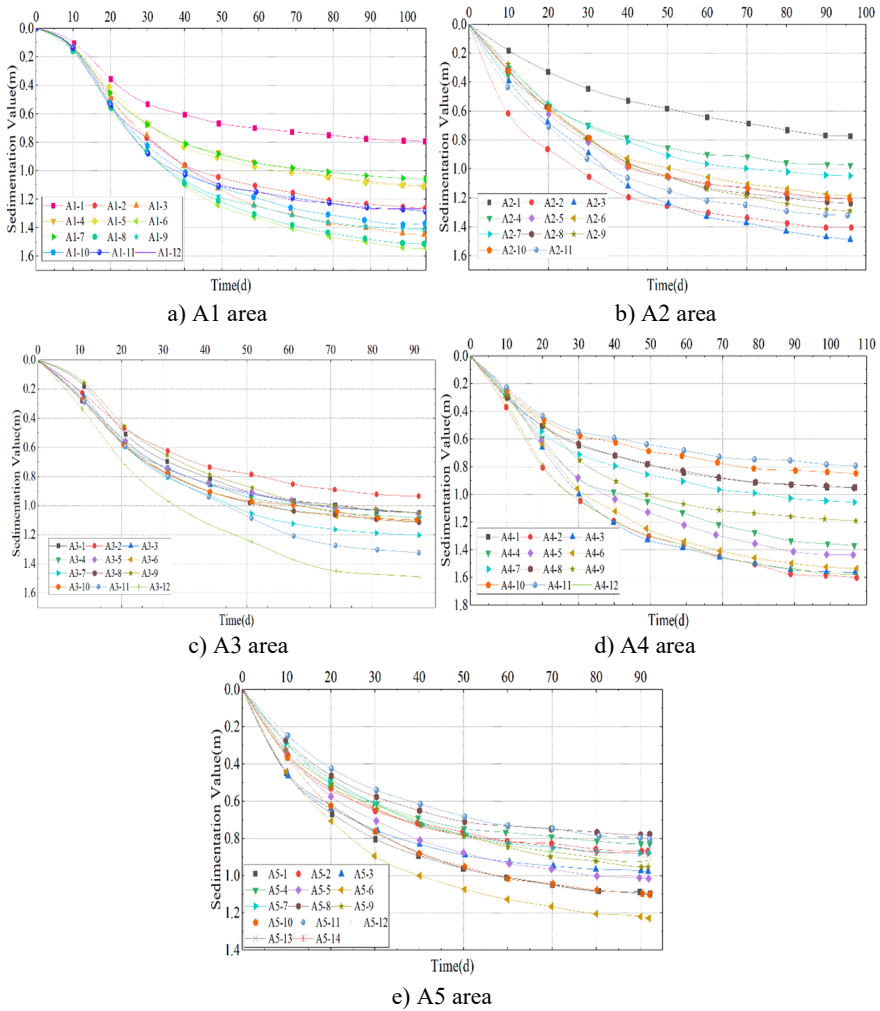 0 10 20 30 40 50 60 70 80 90 100
0.0
0.2
0.4
0.6
0.8
1.0
1.2
1.4
1.6
Sedimentation Value(m)
A1-1 A1-2 A1-3
A1-4 A1-5 A1-6
A1-7 A1-8 A1-9
A1-10 A1-11 A1-12
Time(d)
a) A1 area
0 10 20 30 40 50 60 70 80 90 100
0.0
0.2
0.4
0.6
0.8
1.0
1.2
1.4
1.6
Sedimentation Value(m)
A2-1 A2-2 A2-3
A2-4 A2-5 A2-6
A2-7 A2-8 A2-9
A2-10 A2-11
Time(d)
b) A2 area
0 10 20 30 40 50 60 70 80 90
0.0
0.2
0.4
0.6
0.8
1.0
1.2
1.4
1.6
Sedimentation Value(m)
A3-1 A3-2 A3-3
A3-4 A3-5 A3-6
A3-7 A3-8 A3-9
A3-10 A3-11 A3-12
Time(d)
c) A3 area
0 10 20 30 40 50 60 70 80 90 100 110
0.0
0.2
0.4
0.6
0.8
1.0
1.2
1.4
1.6
1.8
Sedimentation Value(m)
A4-1 A4-2 A4-3
A4-4 A4-5 A4-6
A4-7 A4-8 A4-9
A4-10 A4-11 A4-12
Time(d)
d) A4 area
0 10 20 30 40 50 60 70 80 90
0.0
0.2
0.4
0.6
0.8
1.0
1.2
1.4
Sedimentation Value(m)
A5-1 A5-2 A5-3
A5-4 A5-5 A5-6
A5-7 A5-8 A5-9
A5-10 A5-11 A5-12
A5-13 A5-14
Time(d)
e) A5 area